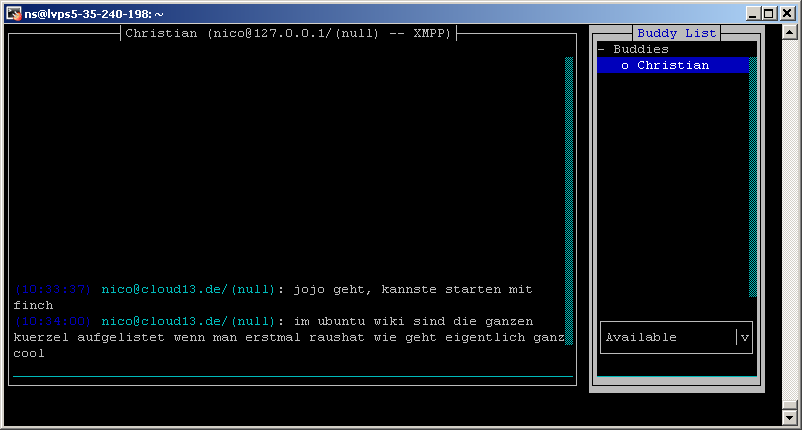 ns@lvps5-35-240-198: ~
Christian (nico@127.0.0.1/(null) -- XMPP)
(10:33:37) nico@cloud13.de/(null): jojo geht, kannste starten mit
finch
(10:34:00) nico@cloud13.de/(null): im ubuntu wiki sind die ganzen
kuerzel aufgelistet wenn man erstmal raushat wie geht eigentlich ganz
cool
Buddy List
- Buddies
o Christian
Available v